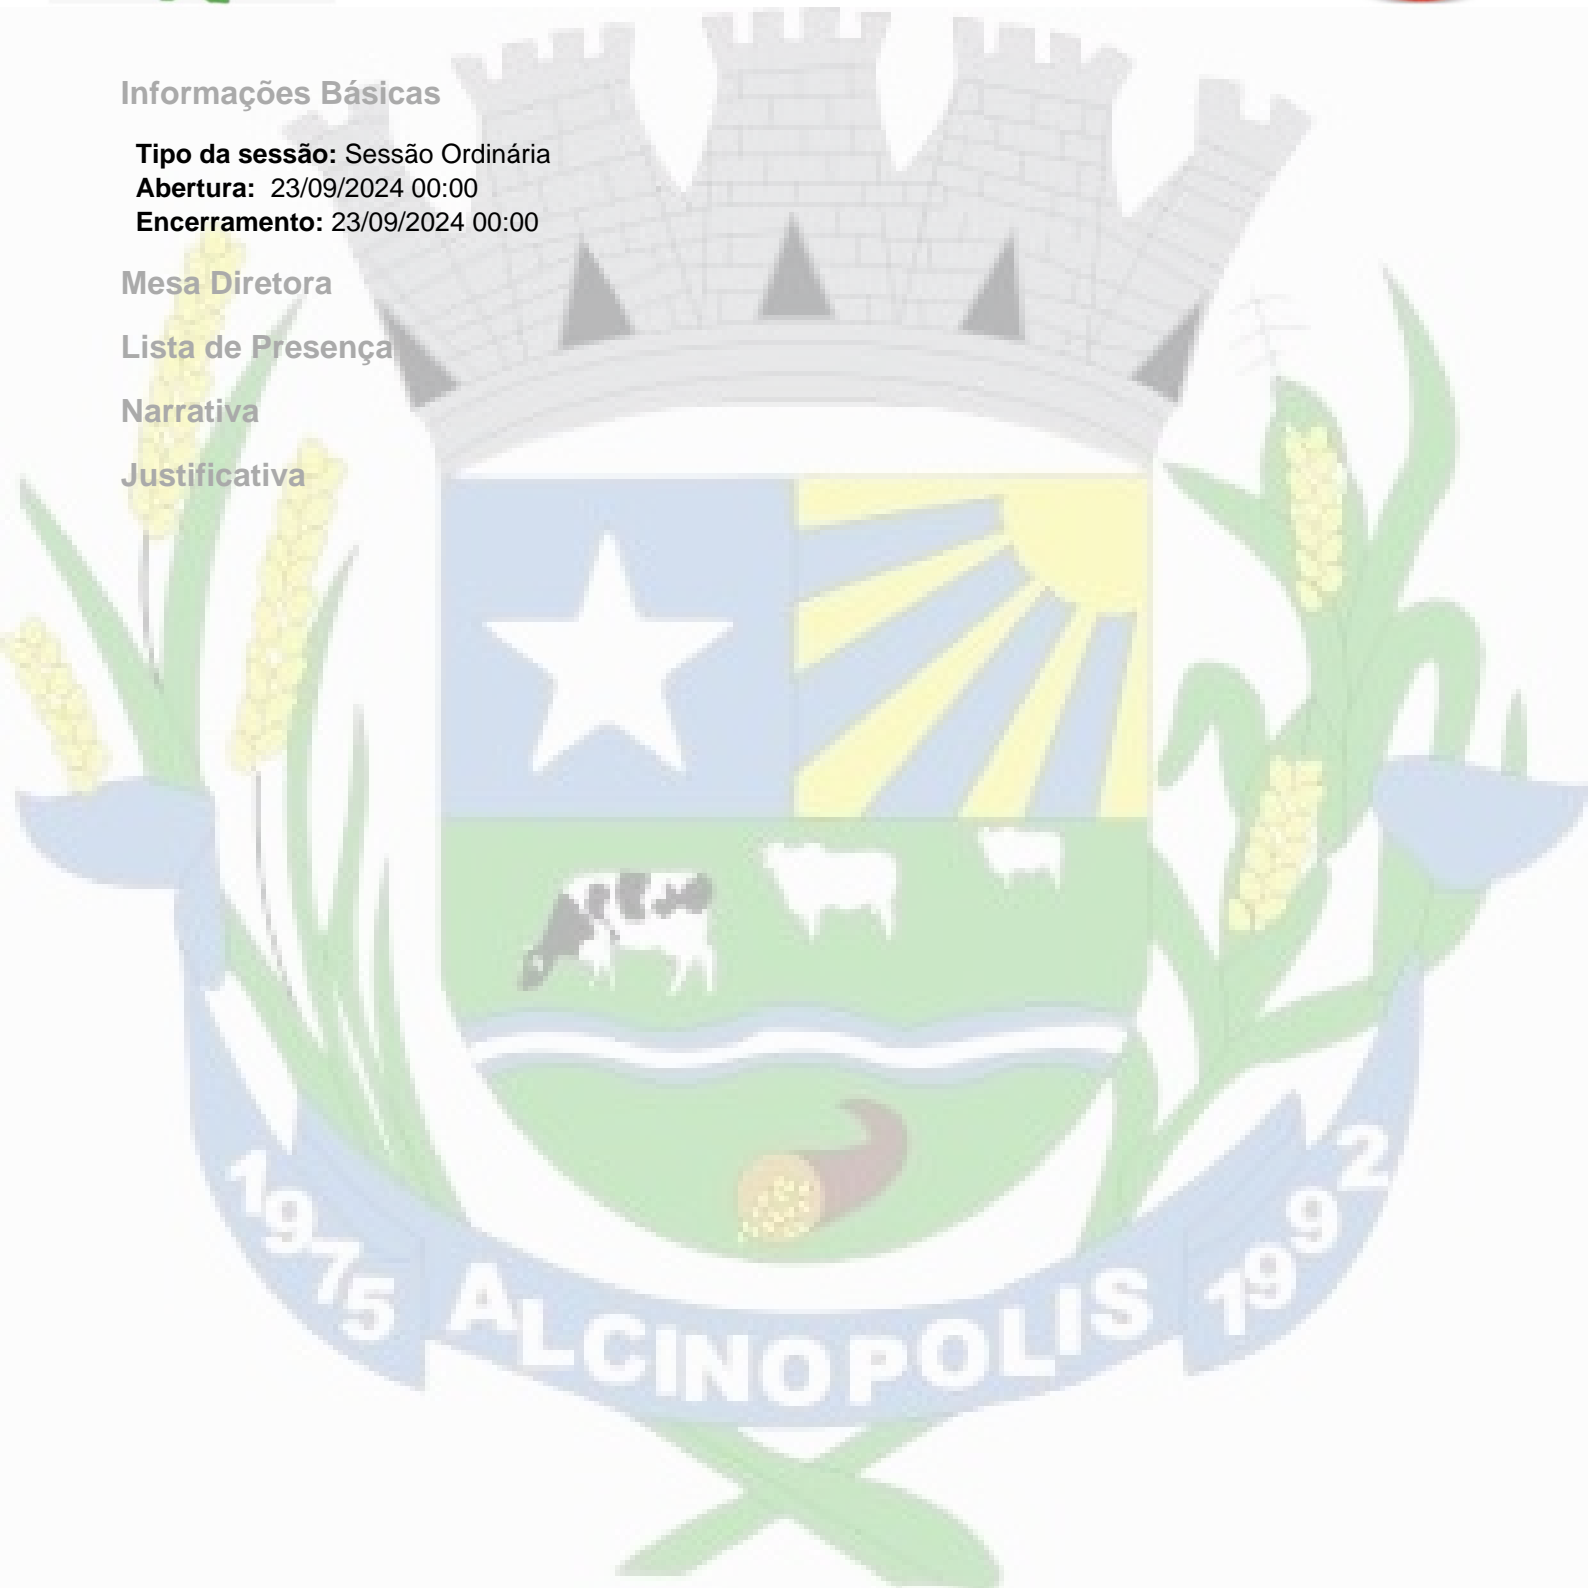 Informações Básicas
Tipo da sessão: Sessão Ordinária
Abertura: 23/09/2024 00:00
Encerramento: 23/09/2024 00:00
Mesa Diretora
Lista de Presença
Narrativa
Justificativa
1975 ALCINOPOLIS 1992